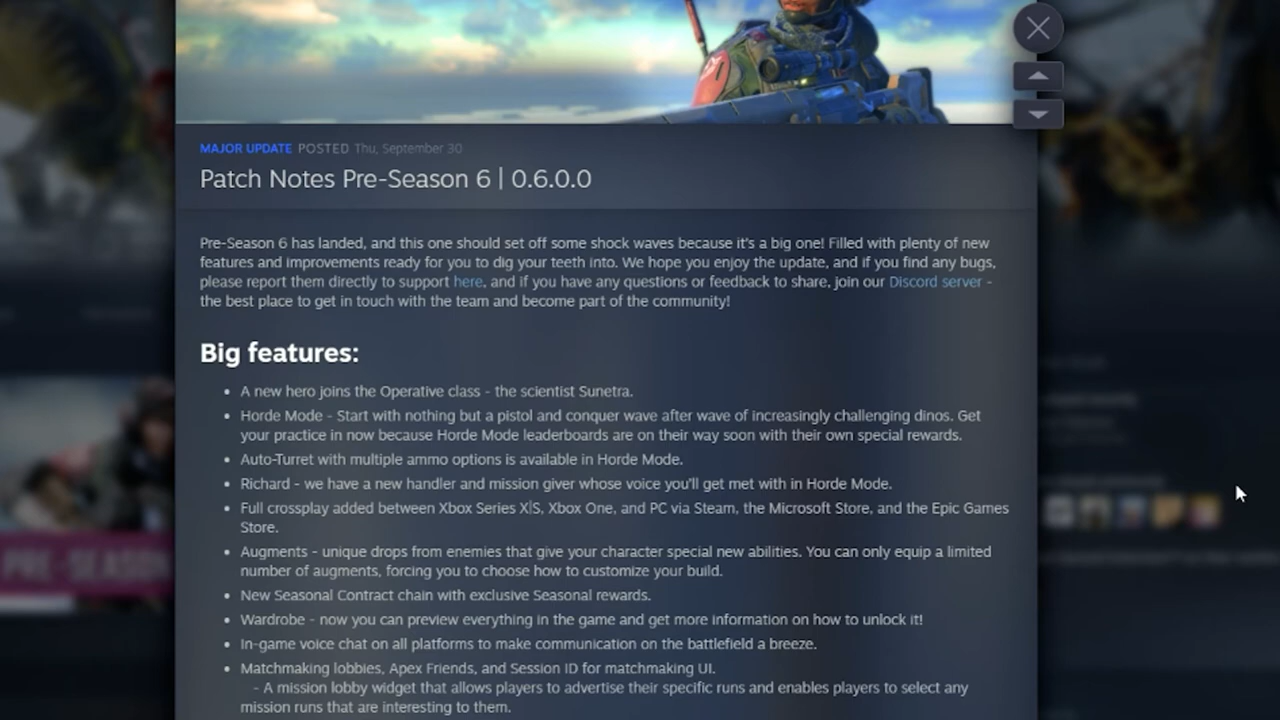 MAJOR UPDATE POSTED Thu, September 30
Patch Notes Pre-Season 6 | 0.6.0.0
Pre-Season 6 has landed, and this one should set off some shock waves because it's a big one! Filled with plenty of new
features and improvements ready for you to dig your teeth into. We hope you enjoy the update, and if you find any bugs,
please report them directly to support here, and if you have any questions or feedback to share, join our Discord server -
the best place to get in touch with the team and become part of the community!
Big features:
• A new hero joins the Operative class - the scientist Sunetra.
• Horde Mode - Start with nothing but a pistol and conquer wave after wave of increasingly challenging dinos. Get
your practice in now because Horde Mode leaderboards are on their way soon with their own special rewards.
• Auto-Turret with multiple ammo options is available in Horde Mode.
• Richard - we have a new handler and mission giver whose voice you'll get met with in Horde Mode.
• Full crossplay added between Xbox Series X|S, Xbox One, and PC via Steam, the Microsoft Store, and the Epic Games
Store.
• Augments - unique drops from enemies that give your character special new abilities. You can only equip a limited
number of augments, forcing you to choose how to customize your build.
• New Seasonal Contract chain with exclusive Seasonal rewards.
• Wardrobe - now you can preview everything in the game and get more information on how to unlock it!
• In-game voice chat on all platforms to make communication on the battlefield a breeze.
• Matchmaking lobbies, Apex Friends, and Session ID for matchmaking UI.
- A mission lobby widget that allows players to advertise their specific runs and enables players to select any
mission runs that are interesting to them.
PRE-SEASON